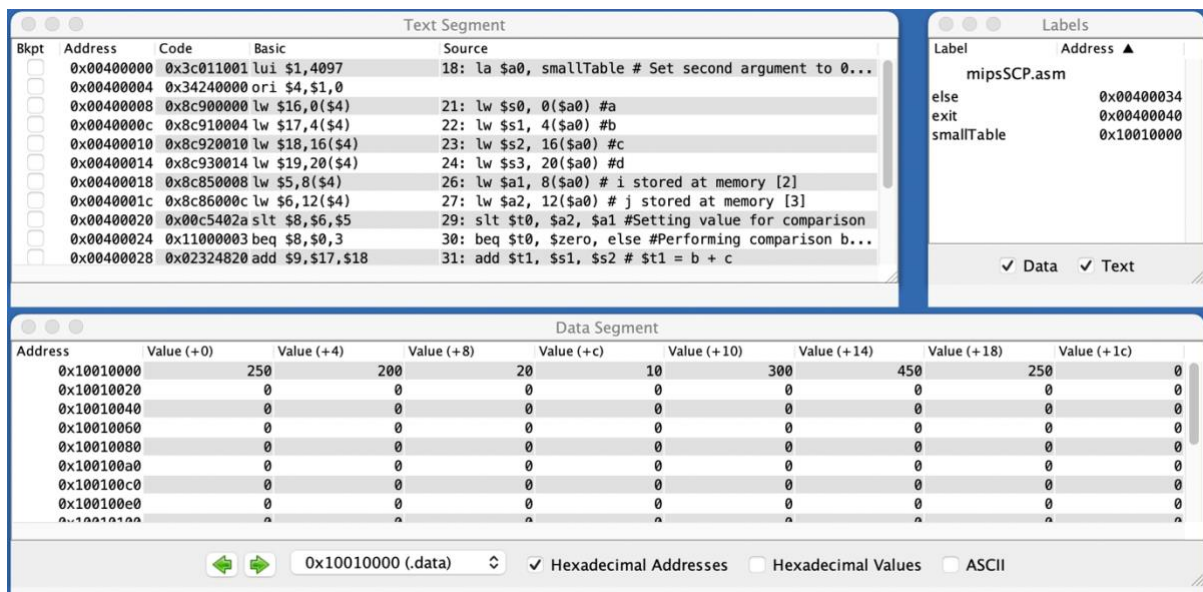 Text Segment
Bkpt Address Code Basic Source
0x00400000 0x3c011001 lui $1,4097 18: la $a0, smallTable # Set second argument to 0...
0x00400004 0x34240000 ori $4,$1,0
0x00400008 0x8c900000 lw $16,0($4) 21: lw $s0, 0($a0) #a
0x0040000c 0x8c910004 lw $17,4($4) 22: lw $s1, 4($a0) #b
0x00400010 0x8c920010 lw $18,16($4) 23: lw $s2, 16($a0) #c
0x00400014 0x8c930014 lw $19,20($4) 24: lw $s3, 20($a0) #d
0x00400018 0x8c850008 lw $5,8($4) 26: lw $a1, 8($a0) # i stored at memory [2]
0x0040001c 0x8c86000c lw $6,12($4) 27: lw $a2, 12($a0) # j stored at memory [3]
0x00400020 0x00c5402a slt $8,$6,$5 29: slt $t0, $a2, $a1 #Setting value for comparison
0x00400024 0x11000003 beq $8,$0,3 30: beq $t0, $zero, else #Performing comparison b...
0x00400028 0x02324820 add $9,$17,$18 31: add $t1, $s1, $s2 # $t1 = b + c
Labels
Label Address ▲
mipsSCP.asm
else 0x00400034
exit 0x00400040
smallTable 0x10010000
Data Text
Data Segment
Address Value (+0) Value (+4) Value (+8) Value (+c) Value (+10) Value (+14) Value (+18) Value (+1c)
0x10010000 250 200 20 10 300 450 250 0
0x10010020 0 0 0 0 0 0 0 0
0x10010040 0 0 0 0 0 0 0 0
0x10010060 0 0 0 0 0 0 0 0
0x10010080 0 0 0 0 0 0 0 0
0x100100a0 0 0 0 0 0 0 0 0
0x100100c0 0 0 0 0 0 0 0 0
0x100100e0 0 0 0 0 0 0 0 0
0x10010100 0 0 0 0 0 0 0 0
0x10010000 (.data) Hexadecimal Addresses Hexadecimal Values ASCII